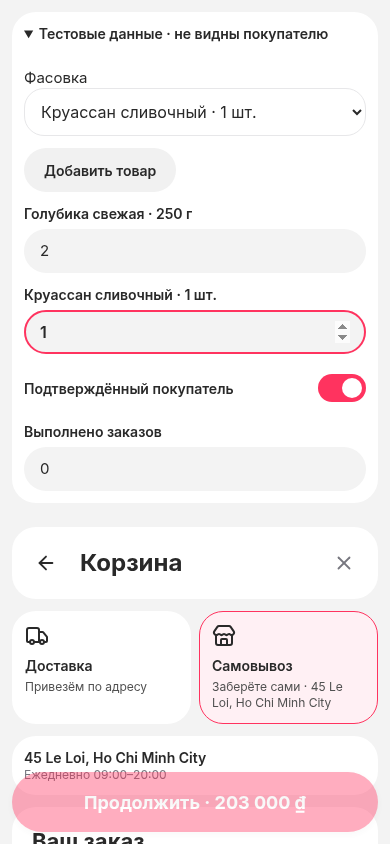 ▼ Тестовые данные · не видны покупателю
Фасовка
Круассан сливочный · 1 шт.
Добавить товар
Голубика свежая · 250 г
2
Круассан сливочный · 1 шт.
1
Подтверждённый покупатель
Выполнено заказов
0
Корзина
Доставка
Привезём по адресу
Самовывоз
Заберёте сами · 45 Le
Loi, Ho Chi Minh City
45 Le Loi, Ho Chi Minh City
Ежедневно 09:00–20:00
Продолжить · 203 000 ₫
Ваш заказ